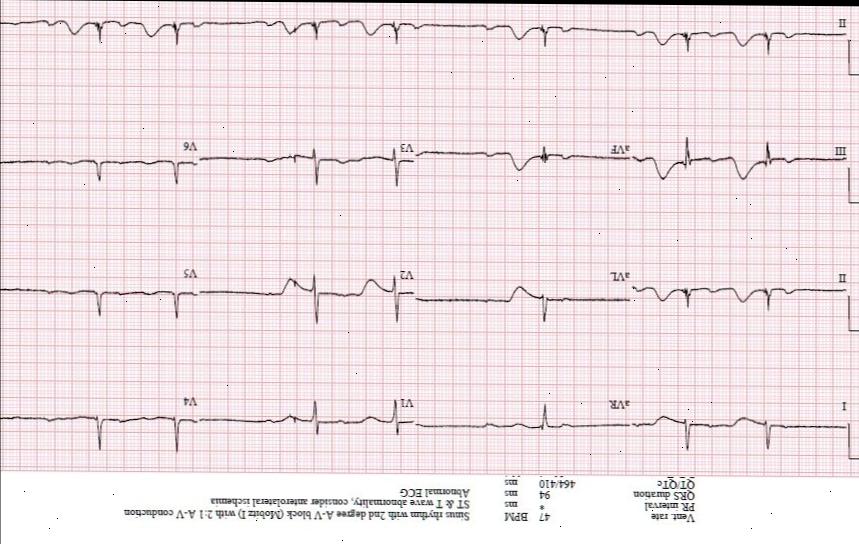 Vent. rate 47 BPM Sinus rhythm with 2nd degree A-V block (Mobitz I) with 2:1 A-V conduction
PR interval * ms ST & T wave abnormality, consider anterolateral ischemia
QRS duration 94 ms Abnormal ECG
QT/QTc 464/410 ms
I aVR V1 V4
II aVL V2 V5
III aVF V3 V6
II